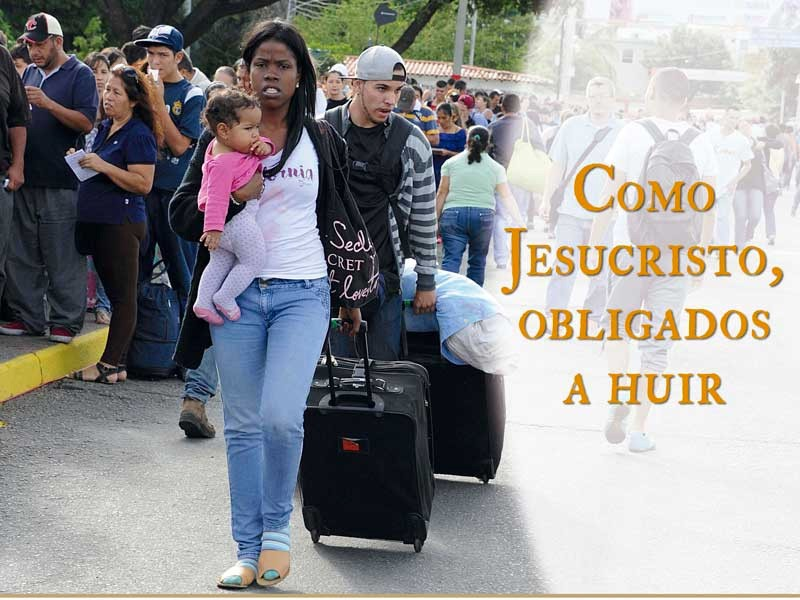 Como
Jesucristo,
obligados
a huir